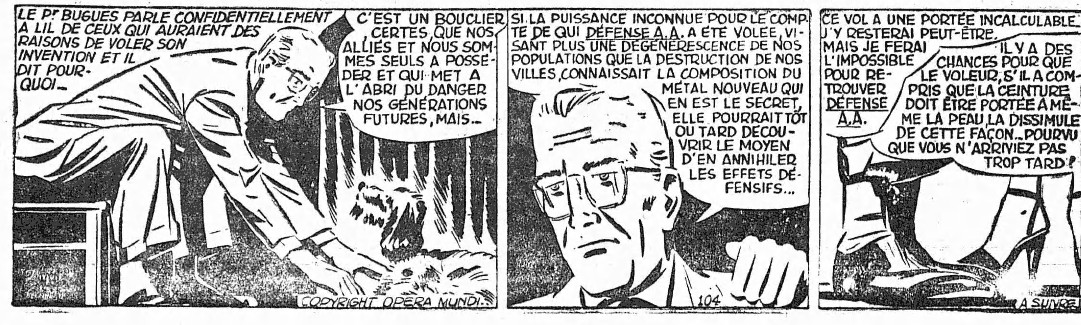 LE Pr BUGUES PARLE CONFIDENTIELLEMENT
A LIL DE CEUX QUI AURAIENT DES
RAISONS DE VOLER SON
INVENTION ET IL
DIT POUR-
QUOI...
C'EST UN BOUCLIER
, CERTES, QUE NOS
ALLIÉS ET NOUS SOM-
MES SEULS A POSSÉ-
DER ET QUI MET A
L'ABRI DU DANGER
NOS GÉNÉRATIONS
FUTURES, MAIS...
COPYRIGHT OPERA MUNDI
SI LA PUISSANCE INCONNUE POUR LE COMP-
TE DE QUI DÉFENSE A.A. A ÉTÉ VOLÉE, VI-
SANT PLUS UNE DÉGÉNÉRESCENCE DE NOS
POPULATIONS QUE LA DESTRUCTION DE NOS
VILLES, CONNAISSAIT LA COMPOSITION DU
MÉTAL NOUVEAU QUI
EN EST LE SECRET,
ELLE POURRAIT TÔT
OU TARD DÉCOU-
VRIR LE MOYEN
D'EN ANNIHILER
LES EFFETS DÉ-
FENSIFS...
104
CE VOL A UNE PORTÉE INCALCULABLE.
J'Y RESTERAI PEUT-ÊTRE.
MAIS JE FERAI
L'IMPOSSIBLE
POUR RE-
TROUVER
DÉFENSE
A.A.
IL Y A DES
CHANCES POUR QUE
LE VOLEUR, S'IL A COM-
PRIS QUE LA CEINTURE
DOIT ÊTRE PORTÉE A MÊ-
ME LA PEAU, LA DISSIMULE
DE CETTE FAÇON... POURVU
QUE VOUS N'ARRIVIEZ PAS
TROP TARD!
A SUIVRE